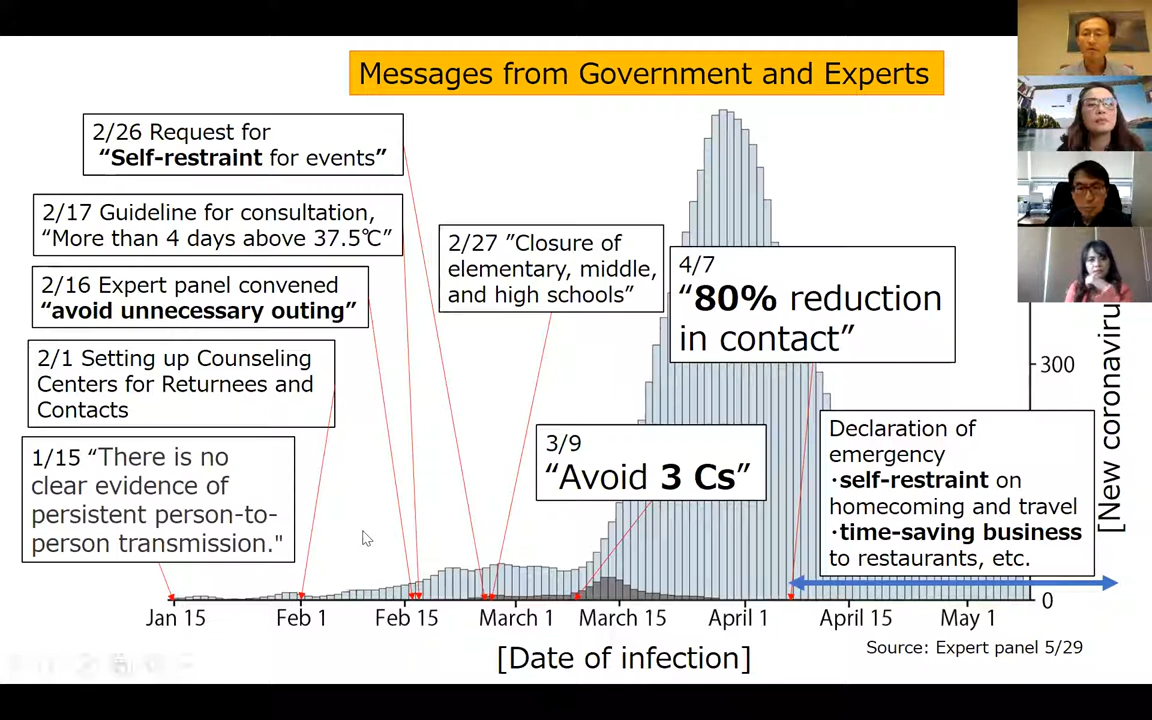 Messages from Government and Experts
2/26 Request for
“Self-restraint for events”
2/17 Guideline for consultation,
“More than 4 days above 37.5℃”
2/16 Expert panel convened
“avoid unnecessary outing”
2/1 Setting up Counseling
Centers for Returnees and
Contacts
1/15 “There is no
clear evidence of
persistent person-to-
person transmission."
2/27 ”Closure of
elementary, middle,
and high schools”
4/7
“80% reduction
in contact”
3/9
“Avoid 3 Cs”
Declaration of
emergency
・self-restraint on
homecoming and travel
・time-saving business
to restaurants, etc.
300
0
[New coronaviru
Jan 15
Feb 1
Feb 15
March 1
March 15
April 1
April 15
May 1
[Date of infection]
Source: Expert panel 5/29